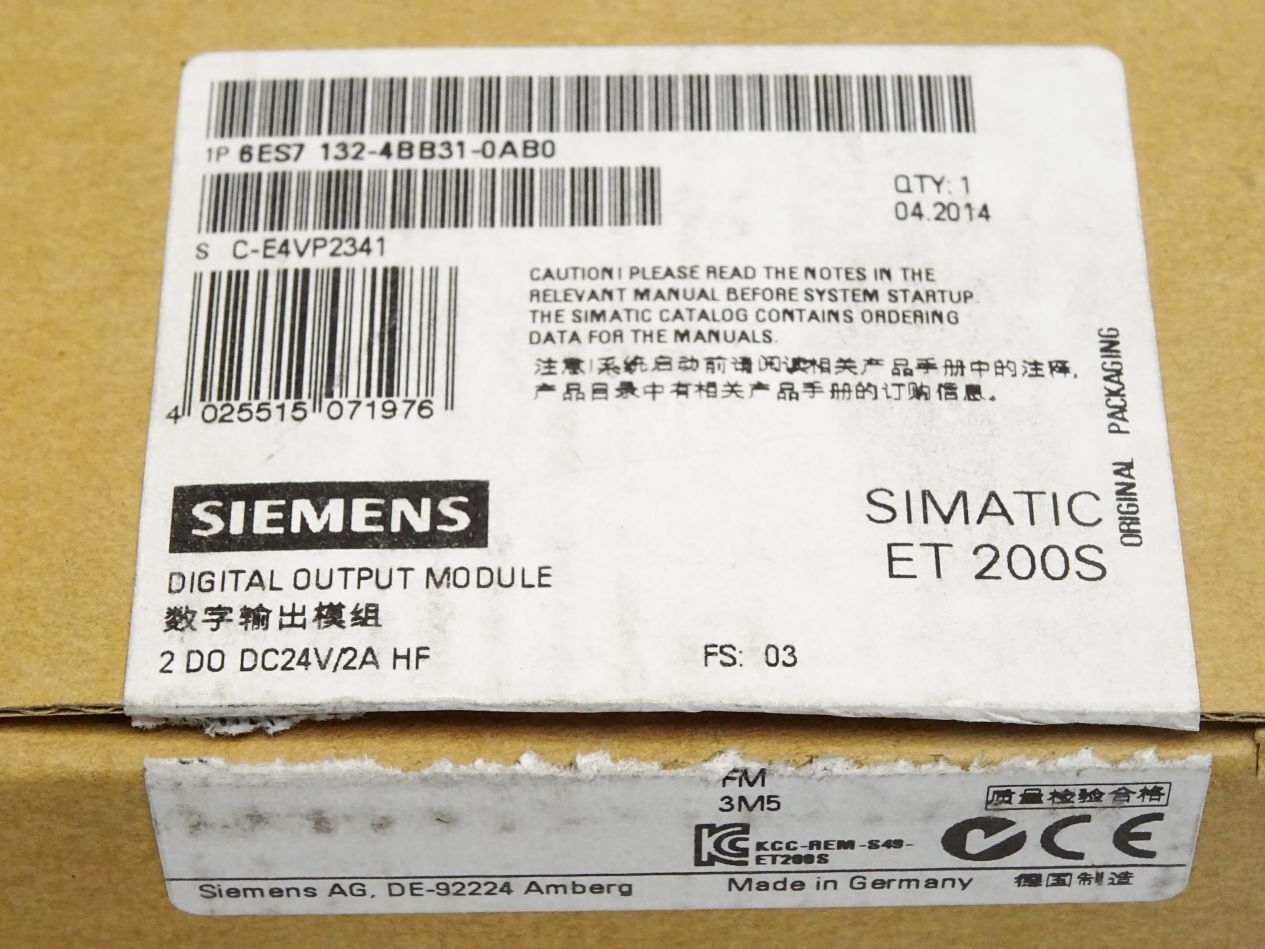 1P 6ES7 132-4BB31-0AB0
S C-E4VP2341
QTY: 1
04.2014
4 025515 071976
CAUTION! PLEASE READ THE NOTES IN THE
RELEVANT MANUAL BEFORE SYSTEM STARTUP.
THE SIMATIC CATALOG CONTAINS ORDERING
DATA FOR THE MANUALS.
注意!系统启动前请阅读相关产品手册中的注释,
产品目录中有相关产品手册的订购信息。
ORIGINAL PACKAGING
SIEMENS
SIMATIC
ET 200S
DIGITAL OUTPUT MODULE
数字输出模组
2 DO DC24V/2A HF
FS: 03
FM
3M5
质量检验合格
KCC-REM-S49-
ET200S
CE
Siemens AG, DE-92224 Amberg
Made in Germany 德国制造